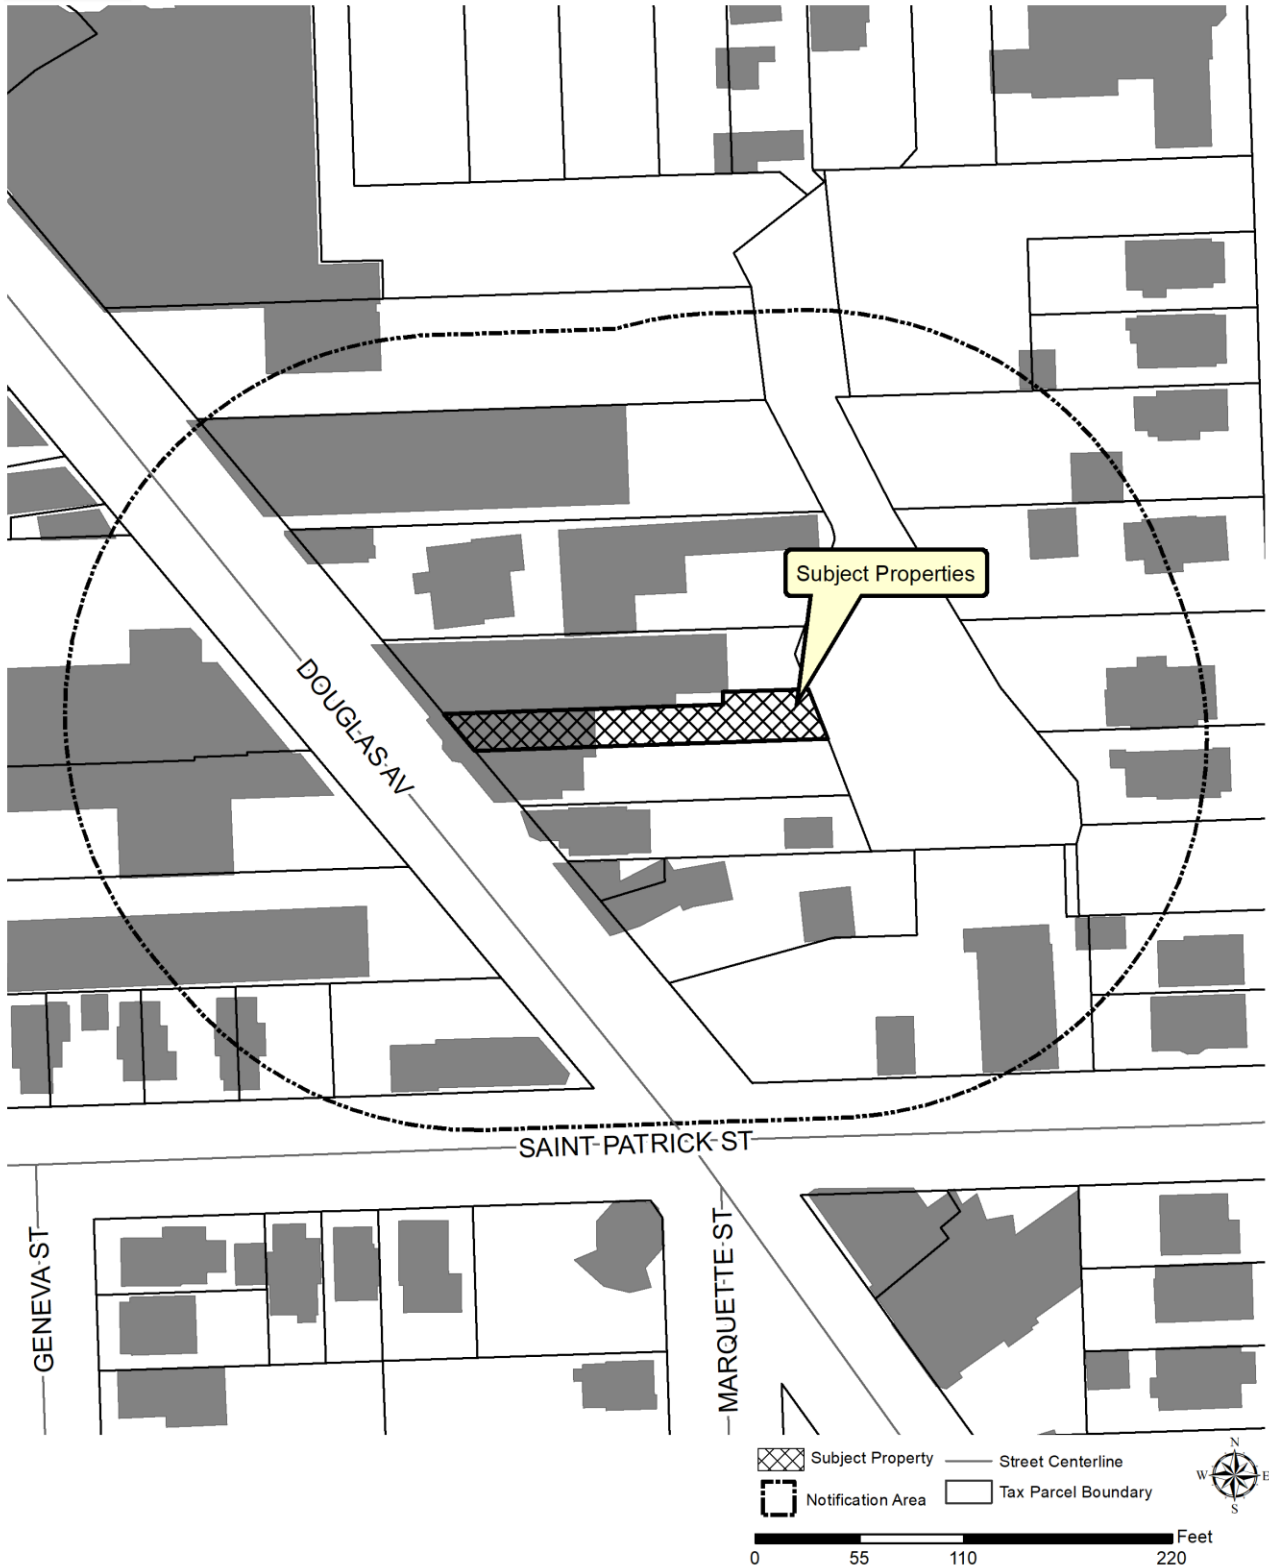 Subject Properties
DOUGLAS AV
SAINT PATRICK ST
GENEVA ST
MARQUETTE ST
Subject Property
Street Centerline
Notification Area
Tax Parcel Boundary
N
W E
S
Feet
0 55 110 220